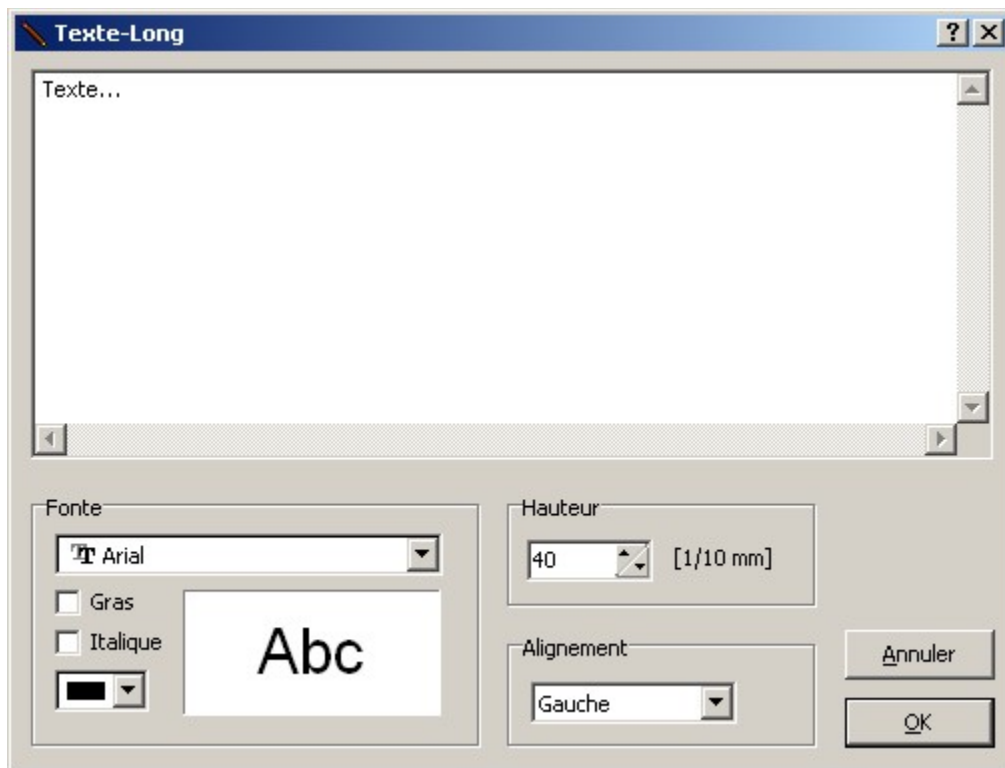 Texte-Long
Texte...
Fonte
Arial
Gras
Italique
Abc
Hauteur
40 [1/10 mm]
Alignement
Gauche
Annuler
OK